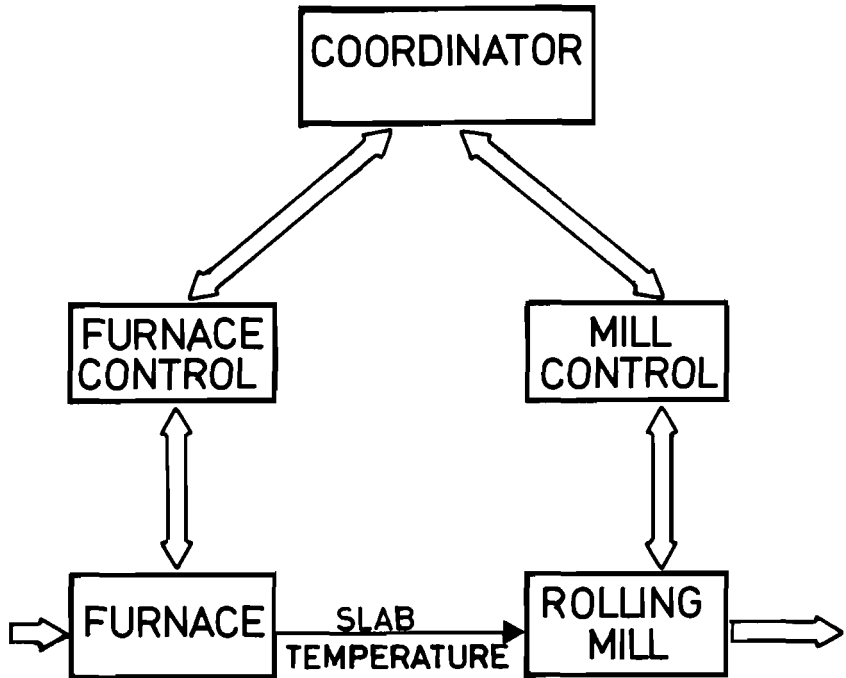 COORDINATOR
FURNACE
CONTROL
MILL
CONTROL
FURNACE
SLAB
TEMPERATURE
ROLLING
MILL